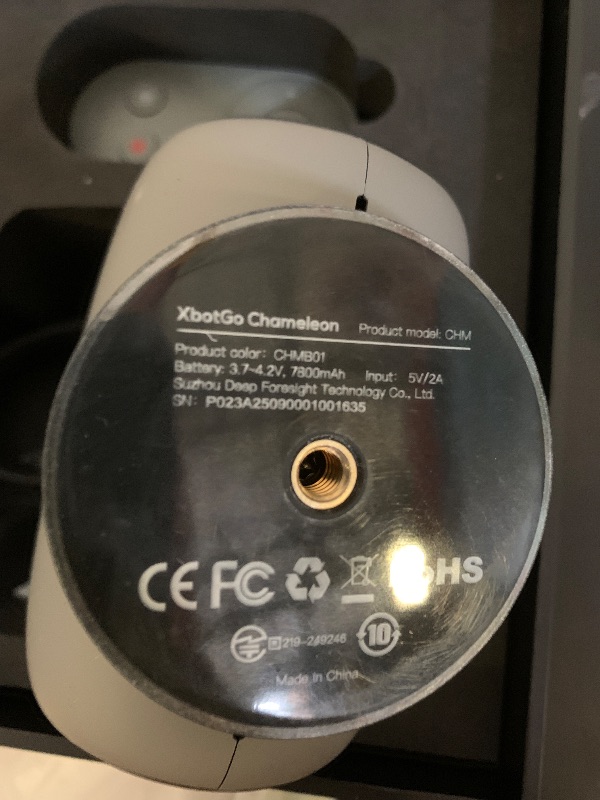 XbotGo Chameleon Product model: CHM
Product color: CHMB01
Battery: 3.7~4.2V, 7800mAh Input: 5V/2A
Suzhou Deep Foresight Technology Co., Ltd.
SN: P023A25090001001635
CE FC RoHS
R 219-249246 10
Made in China